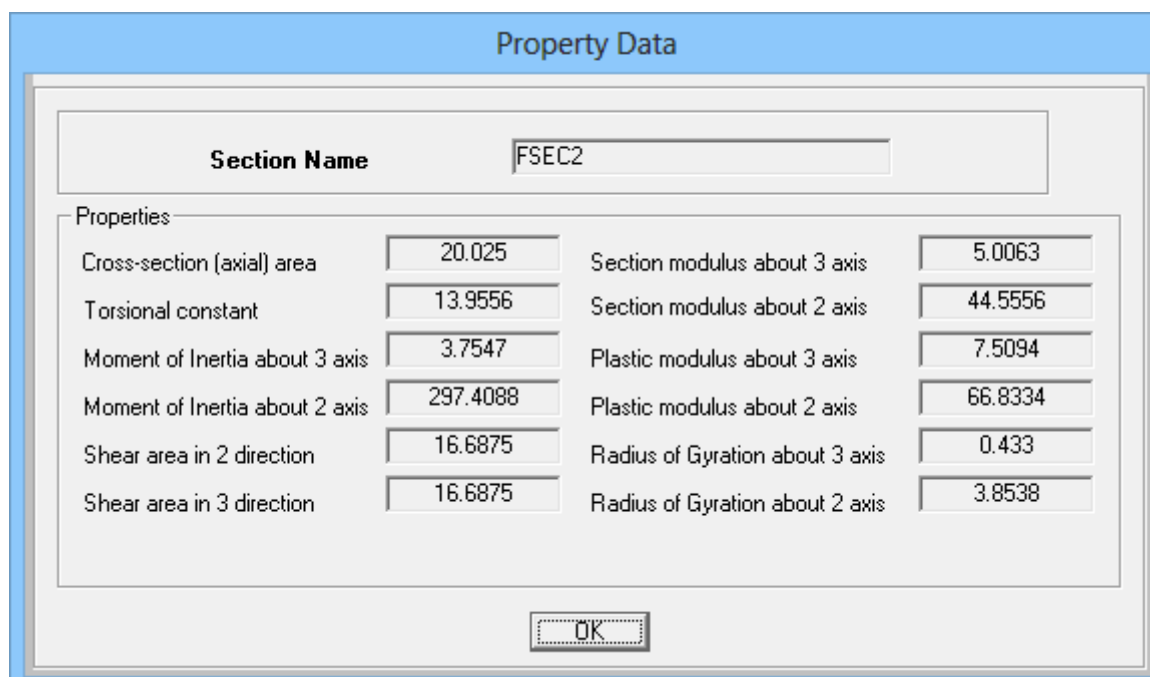 Property Data
Section Name FSEC2
Properties
Cross-section (axial) area 20.025 Section modulus about 3 axis 5.0063
Torsional constant 13.9556 Section modulus about 2 axis 44.5556
Moment of Inertia about 3 axis 3.7547 Plastic modulus about 3 axis 7.5094
Moment of Inertia about 2 axis 297.4088 Plastic modulus about 2 axis 66.8334
Shear area in 2 direction 16.6875 Radius of Gyration about 3 axis 0.433
Shear area in 3 direction 16.6875 Radius of Gyration about 2 axis 3.8538
OK